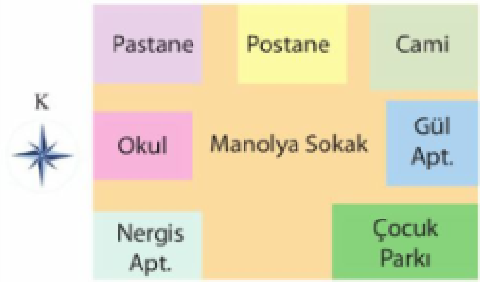 Pastane
Postane
Cami
K
Okul
Manolya Sokak
Gül
Apt.
Nergis
Apt.
Çocuk
Parkı